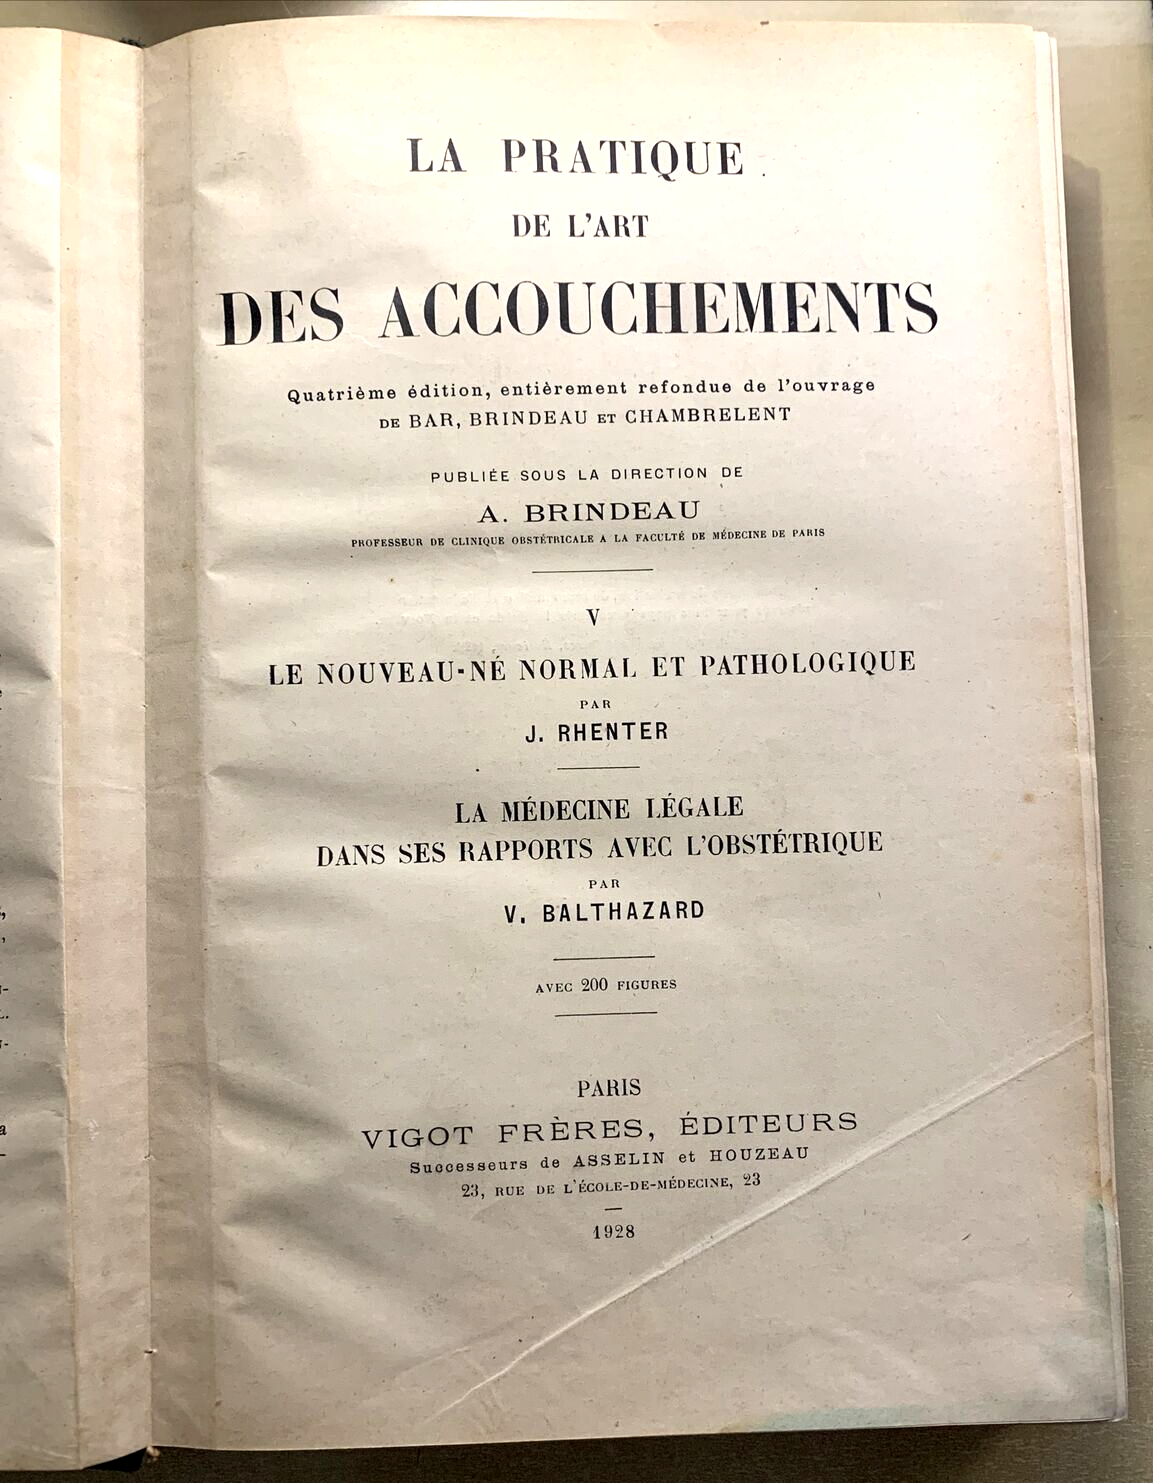 LA PRATIQUE
DE L'ART
DES ACCOUCHEMENTS
Quatrième édition, entièrement refondue de l'ouvrage
DE BAR, BRINDEAU ET CHAMBRELENT
PUBLIÉE SOUS LA DIRECTION DE
A. BRINDEAU
PROFESSEUR DE CLINIQUE OBSTÉTRICALE A LA FACULTÉ DE MÉDECINE DE PARIS
V
LE NOUVEAU-NÉ NORMAL ET PATHOLOGIQUE
PAR
J. RHENTER
LA MÉDECINE LÉGALE
DANS SES RAPPORTS AVEC L'OBSTÉTRIQUE
PAR
V. BALTHAZARD
AVEC 200 FIGURES
PARIS
VIGOT FRÈRES, ÉDITEURS
Successeurs de ASSELIN et HOUZEAU
23, RUE DE L'ÉCOLE-DE-MÉDECINE, 23
1928